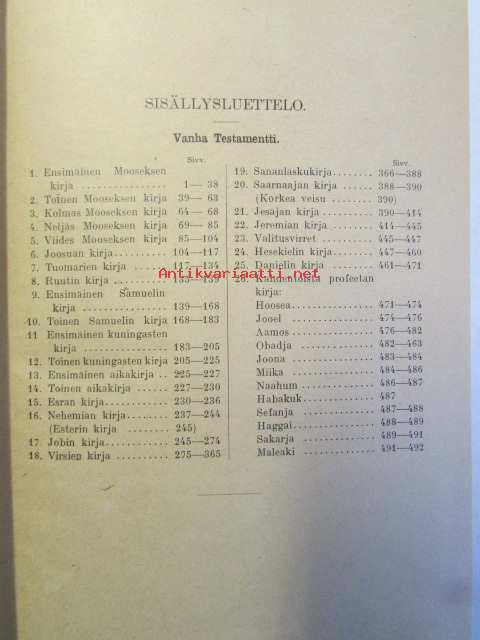 SISÄLLYSLUETTELO.
Vanha Testamentti.
Sivv.
1. Ensimäinen Mooseksen
kirja ................ 1— 38
2. Toinen Mooseksen kirja 39— 63
3. Kolmas Mooseksen kirja 64— 68
4. Neljäs Mooseksen kirja 69— 85
5. Viides Mooseksen kirja 85—104
6. Joosuan kirja........... 104—117
7. Tuomarien kirja ....... 117—134
8. Ruutin kirja .......... 135—139
9. Ensimäinen Samuelin
kirja ................ 139—168
10. Toinen Samuelin kirja 168—183
11 Ensimäinen kuningasten
kirja ................ 183—205
12. Toinen kuningasten kirja 205—225
13. Ensimäinen aikakirja .. 225—227
14. Toinen aikakirja ...... 227—230
15. Esran kirja............ 230—236
16. Nehemian kirja......... 237—244
(Esterin kirja 245)
17. Jobin kirja............ 245—274
18. Virsien kirja .......... 275—365
Sivv.
19. Sananlaskukirja........ 366—388
20. Saarnaajan kirja ...... 388—390
(Korkea veisu . 390)
21. Jesajan kirja .......... 390—414
22. Jeremian kirja ........ 414—445
23. Valitusvirret .......... 445—447
24. Hesekielin kirja........ 447—460
25. Danielin kirja.......... 461—471
26. Kahdentoista profeetan
kirja:
Hoosea.............. 471—474
Jooel .............. 474—476
Aamos .............. 476—482
Obadja ............ 482—463
Joona .............. 483—484
Miika .............. 484—486
Naahum ............ 486—487
Habakuk............ 487
Sefanja ............ 487—488
Haggai.............. 488—489
Sakarja ............ 489—491
Maleaki ............ 491—492
Antikvariaatti.net